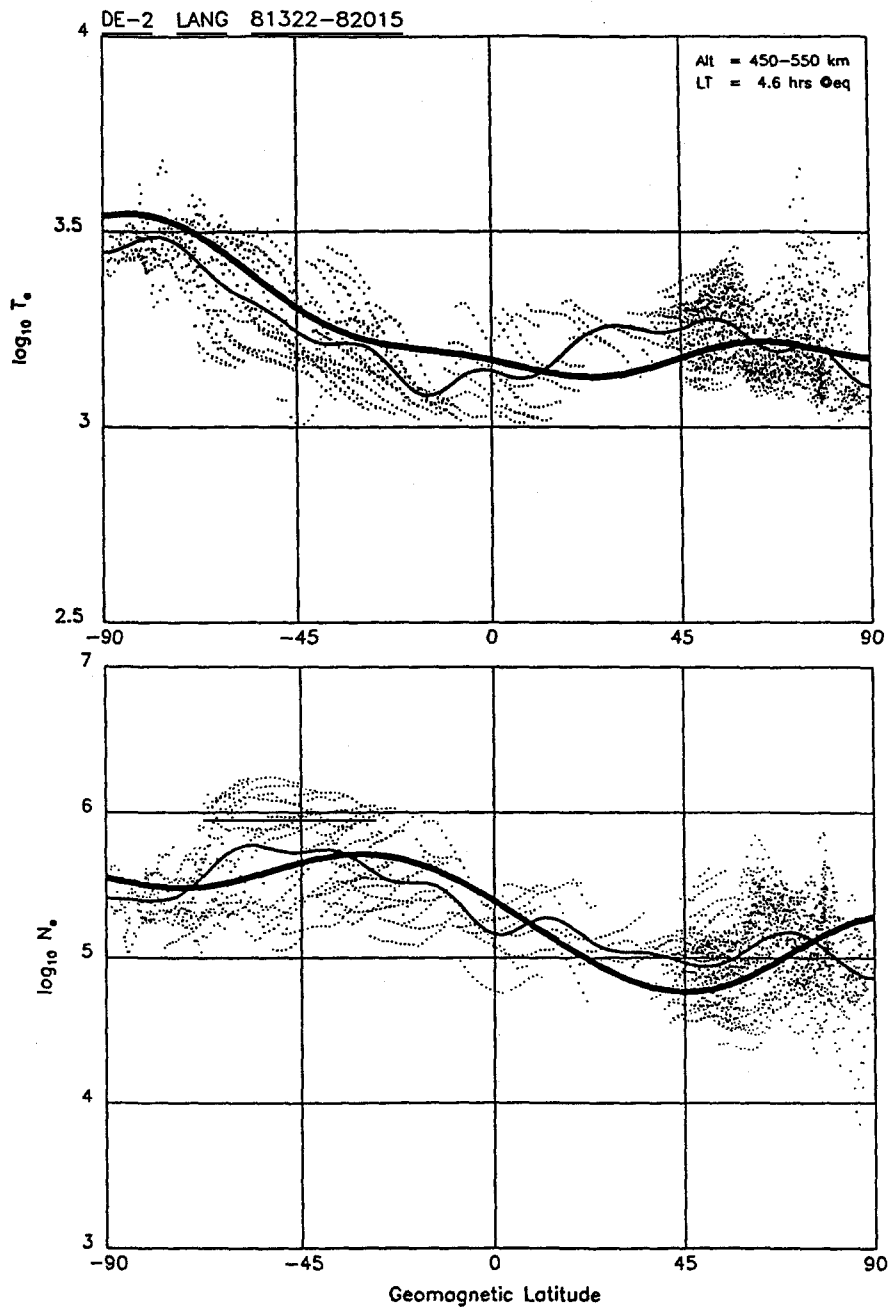 DE-2 LANG 81322-82015
4
Alt = 450-550 km
LT = 4.6 hrs @eq
3.5
log10 Te
3
2.5
-90 -45 0 45 90
7
6
5
log10 Ne
4
3
-90 -45 0 45 90
Geomagnetic Latitude